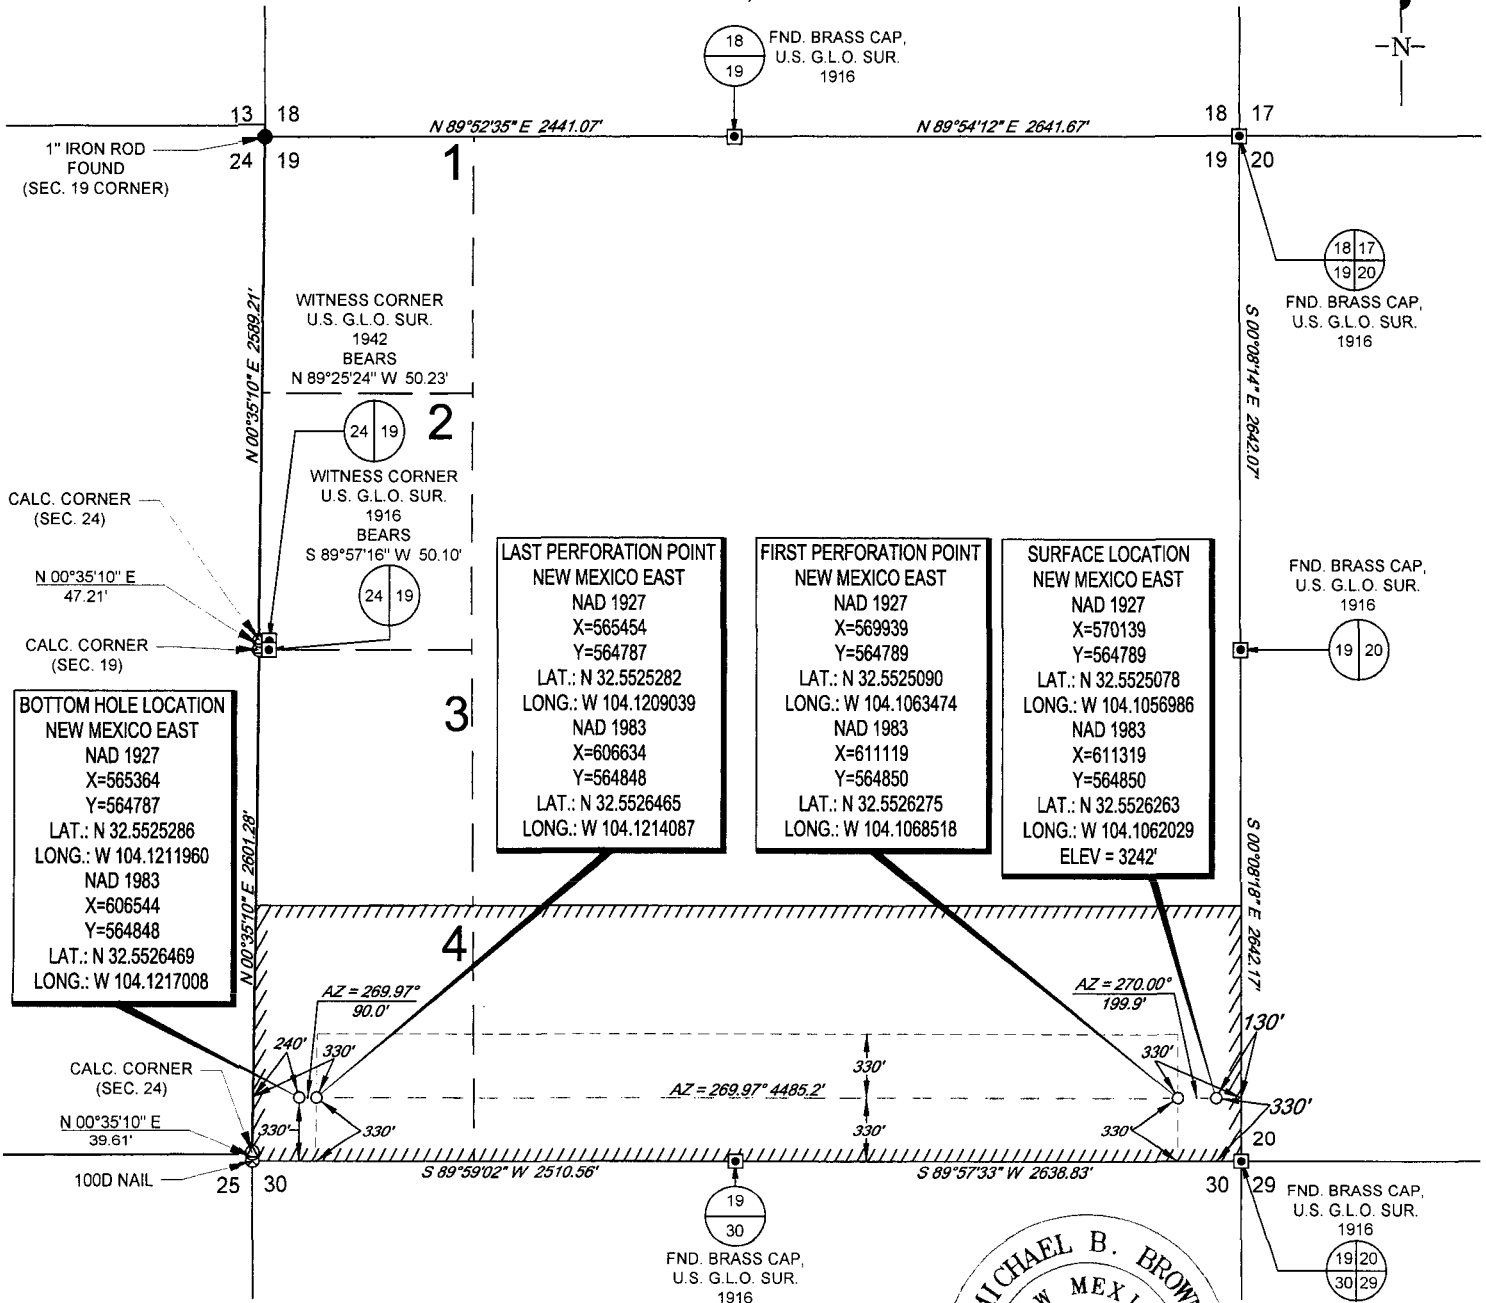 18
19
FND. BRASS CAP,
U.S. G.L.O. SUR.
1916
-N-
13 18
24 19
1" IRON ROD
FOUND
(SEC. 19 CORNER)
N 89°52'35" E 2441.07'
N 89°54'12" E 2641.67'
18 17
19 20
1
18 17
19 20
FND. BRASS CAP,
U.S. G.L.O. SUR.
1916
N 00°35'10" E 2589.21'
S 00°08'14" E 2642.07'
WITNESS CORNER
U.S. G.L.O. SUR.
1942
BEARS
N 89°25'24" W 50.23'
2
24 19
WITNESS CORNER
U.S. G.L.O. SUR.
1916
BEARS
S 89°57'16" W 50.10'
24 19
CALC. CORNER
(SEC. 24)
N 00°35'10" E
47.21'
CALC. CORNER
(SEC. 19)
FND. BRASS CAP,
U.S. G.L.O. SUR.
1916
19 20
3
LAST PERFORATION POINT
NEW MEXICO EAST
NAD 1927
X=565454
Y=564787
LAT.: N 32.5525282
LONG.: W 104.1209039
NAD 1983
X=606634
Y=564848
LAT.: N 32.5526465
LONG.: W 104.1214087
FIRST PERFORATION POINT
NEW MEXICO EAST
NAD 1927
X=569939
Y=564789
LAT.: N 32.5525090
LONG.: W 104.1063474
NAD 1983
X=611119
Y=564850
LAT.: N 32.5526275
LONG.: W 104.1068518
SURFACE LOCATION
NEW MEXICO EAST
NAD 1927
X=570139
Y=564789
LAT.: N 32.5525078
LONG.: W 104.1056986
NAD 1983
X=611319
Y=564850
LAT.: N 32.5526263
LONG.: W 104.1062029
ELEV = 3242'
BOTTOM HOLE LOCATION
NEW MEXICO EAST
NAD 1927
X=565364
Y=564787
LAT.: N 32.5525286
LONG.: W 104.1211960
NAD 1983
X=606544
Y=564848
LAT.: N 32.5526469
LONG.: W 104.1217008
N 00°35'10" E 2601.28'
S 00°08'18" E 2642.17'
4
AZ = 269.97°
90.0'
AZ = 270.00°
199.9'
240'
330'
330'
330'
130'
AZ = 269.97° 4485.2'
330'
330'
330'
330'
330'
330'
CALC. CORNER
(SEC. 24)
N 00°35'10" E
39.61'
100D NAIL
25 30
S 89°59'02" W 2510.56'
S 89°57'33" W 2638.83'
20
30 29
19
30
FND. BRASS CAP,
U.S. G.L.O. SUR.
1916
FND. BRASS CAP,
U.S. G.L.O. SUR.
1916
19 20
30 29
MICHAEL B. BROWN